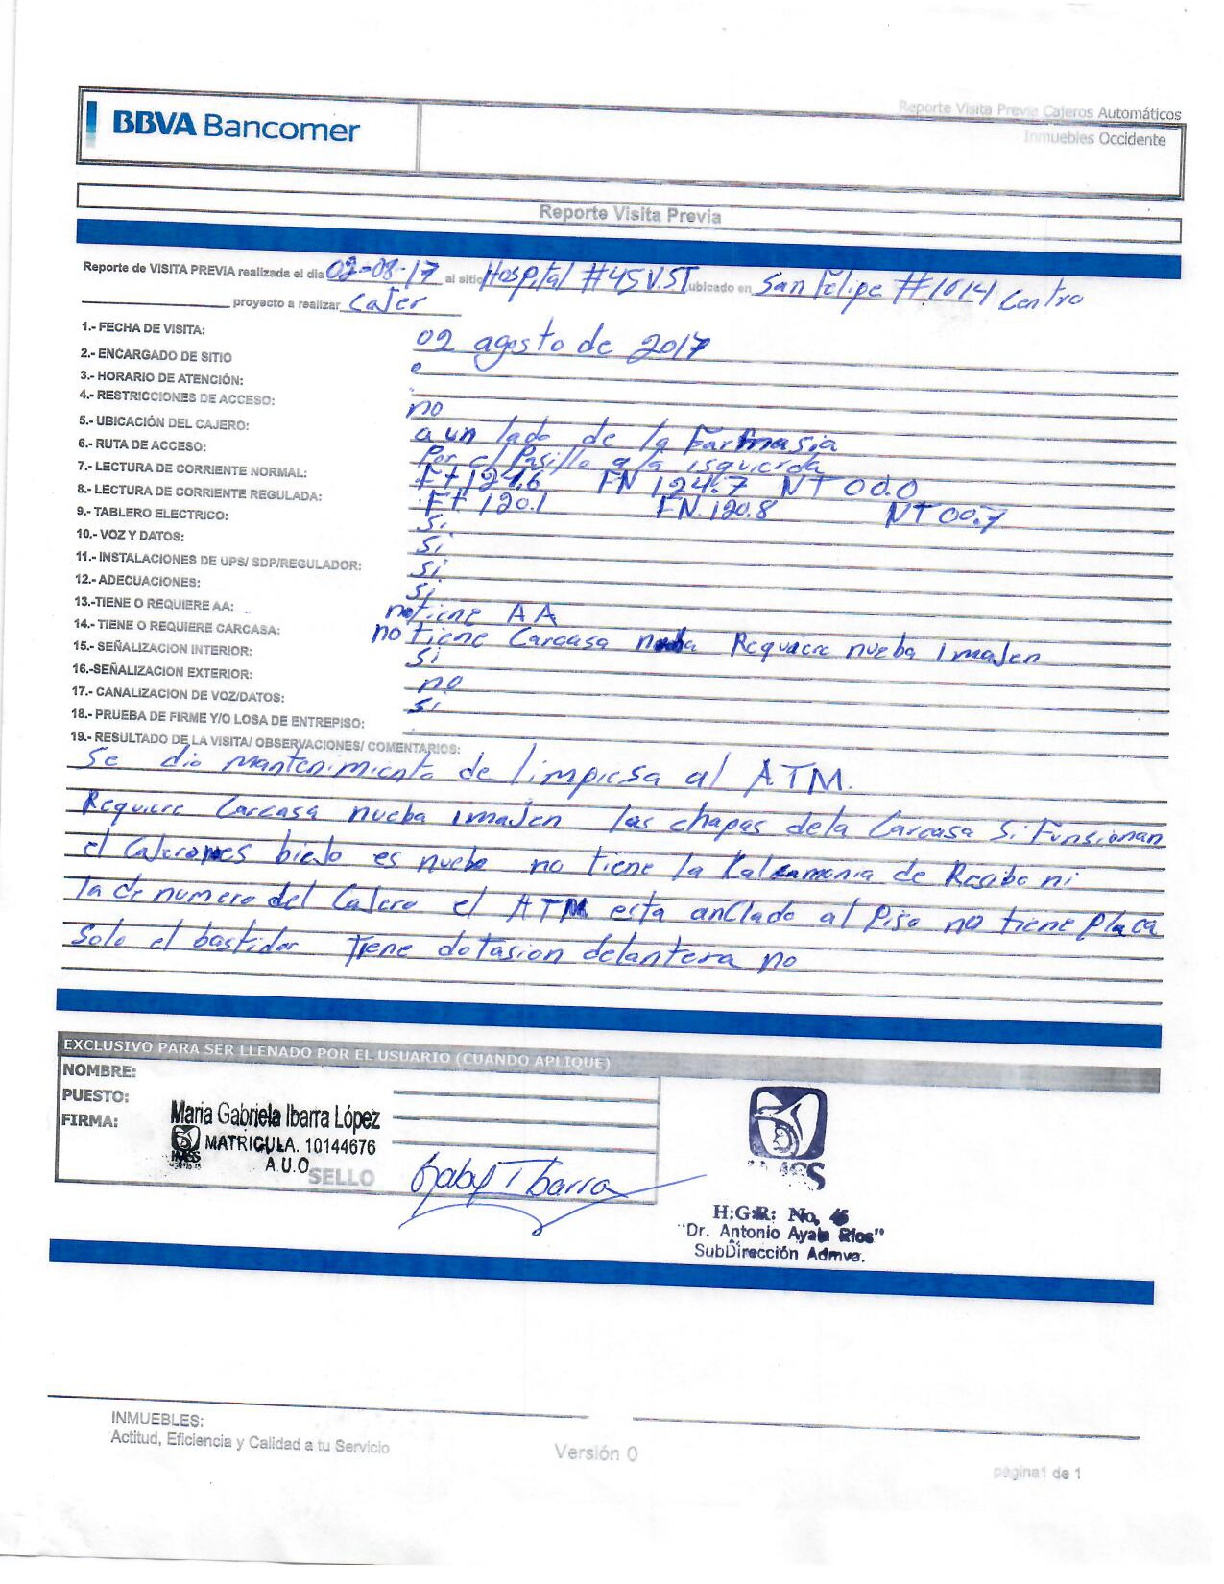 BBVA Bancomer
Reporte Visita Previa Cajeros Automáticos
Inmuebles Occidente
Reporte Visita Previa
Reporte de VISITA PREVIA realizada el dia 02-08-17 al sitio Hospital #45 V.ST ubicado en San Felipe #1014 Centro
proyecto a realizar Cajer
1.- FECHA DE VISITA: 02 agosto de 2017
2.- ENCARGADO DE SITIO
3.- HORARIO DE ATENCIÓN:
4.- RESTRICCIONES DE ACCESO: no
5.- UBICACIÓN DEL CAJERO: a un lado de la Farmasia
6.- RUTA DE ACCESO: Por el Pasillo a la isquierda
7.- LECTURA DE CORRIENTE NORMAL: Ft 124.6 FN 124.7 NT 00.0
8.- LECTURA DE CORRIENTE REGULADA: Ft 120.1 FN 120.8 NT 00.7
9.- TABLERO ELECTRICO: Si
10.- VOZ Y DATOS: Si
11.- INSTALACIONES DE UPS/ SDP/REGULADOR: Si
12.- ADECUACIONES: Si
13.-TIENE O REQUIERE AA: no tiene AA
14.- TIENE O REQUIERE CARCASA: no tiene Carcasa Requiere nueba imajen
15.- SEÑALIZACION INTERIOR: Si
16.-SEÑALIZACION EXTERIOR: no
17.- CANALIZACION DE VOZ/DATOS: Si
18.- PRUEBA DE FIRME Y/O LOSA DE ENTREPISO:
19.- RESULTADO DE LA VISITA/ OBSERVACIONES/ COMENTARIOS:
Se dio mantenimiento de limpiesa al ATM.
Requiere Carcasa nueba imajen las chapas dela Carcasa Si Funsionan
el Cajero es biejo es nuebo no tiene la Kalkamonia de Resibo ni
la de numero del Cajero el ATM esta anclado al Piso no tiene Placa
Solo el bastidor tiene dotasion delantera no
EXCLUSIVO PARA SER LLENADO POR EL USUARIO (CUANDO APLIQUE)
NOMBRE:
PUESTO:
FIRMA:
Maria Gabriela Ibarra López
MATRICULA. 10144676
IMSS
A.U.O
SELLO
Gaby Ibarra
IMSS
H.G.R. No. 45
"Dr. Antonio Ayala Rios"
SubDirección Admva.
INMUEBLES:
Actitud, Eficiencia y Calidad a tu Servicio
Versión 0
página1 de 1